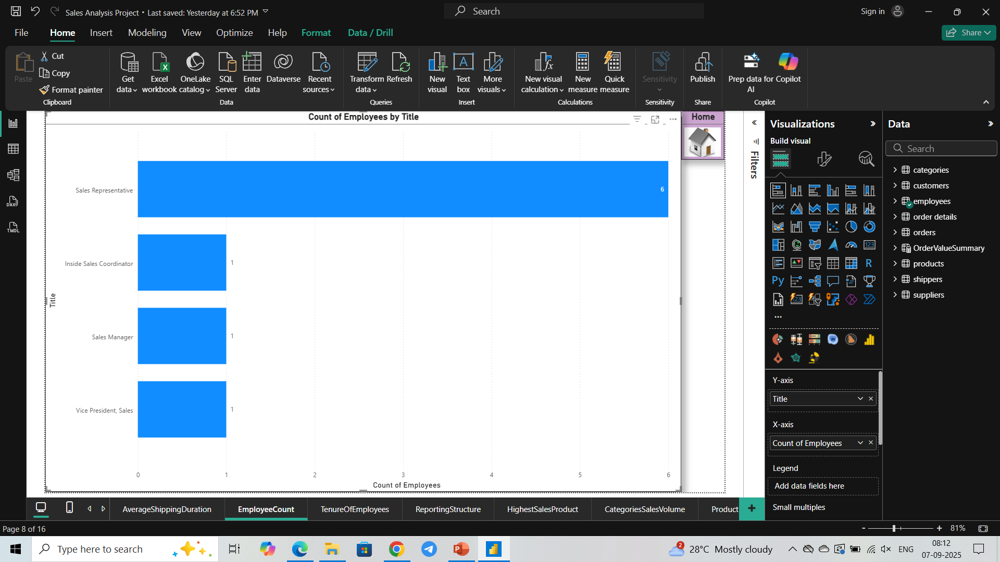 Sales Analysis Project • Last saved: Yesterday at 6:52 PM
Search
Sign in
File Home Insert Modeling View Optimize Help Format Data / Drill
Share
Paste
Cut
Copy
Format painter
Clipboard
Get data
Excel workbook
OneLake catalog
SQL Server
Enter data
Dataverse
Recent sources
Data
Transform data
Refresh
Queries
New visual
Text box
More visuals
Insert
New visual calculation
New measure
Quick measure
Calculations
Sensitivity
Sensitivity
Publish
Share
Prep data for AI
Copilot
Copilot
DAX
TMDL
Count of Employees by Title
Title
Sales Representative
6
Inside Sales Coordinator
1
Sales Manager
1
Vice President, Sales
1
0 1 2 3 4 5 6
Count of Employees
Home
Filters
Visualizations
Build visual
123
R
Py
123
...
Y-axis
Title
X-axis
Count of Employees
Legend
Add data fields here
Small multiples
Data
Search
categories
customers
employees
order details
orders
OrderValueSummary
products
shippers
suppliers
AverageShippingDuration EmployeeCount TenureOfEmployees ReportingStructure HighestSalesProduct CategoriesSalesVolume Product
Page 8 of 16
81%
Type here to search
2
28°C Mostly cloudy
ENG
08:12
07-09-2025